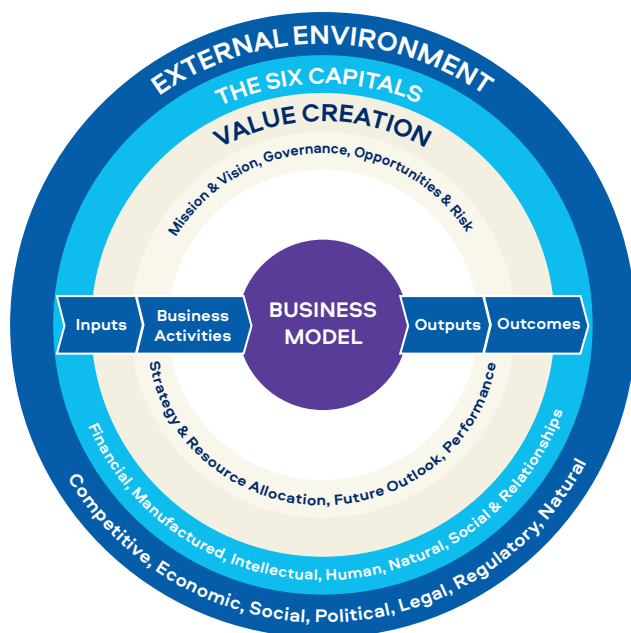 EXTERNAL ENVIRONMENT
THE SIX CAPITALS
VALUE CREATION
Mission & Vision, Governance, Opportunities & Risk
Inputs
Business
Activities
BUSINESS
MODEL
Outputs
Outcomes
Strategy & Resource Allocation, Future Outlook, Performance
Financial, Manufactured, Intellectual, Human, Natural, Social & Relationships
Competitive, Economic, Social, Political, Legal, Regulatory, Natural